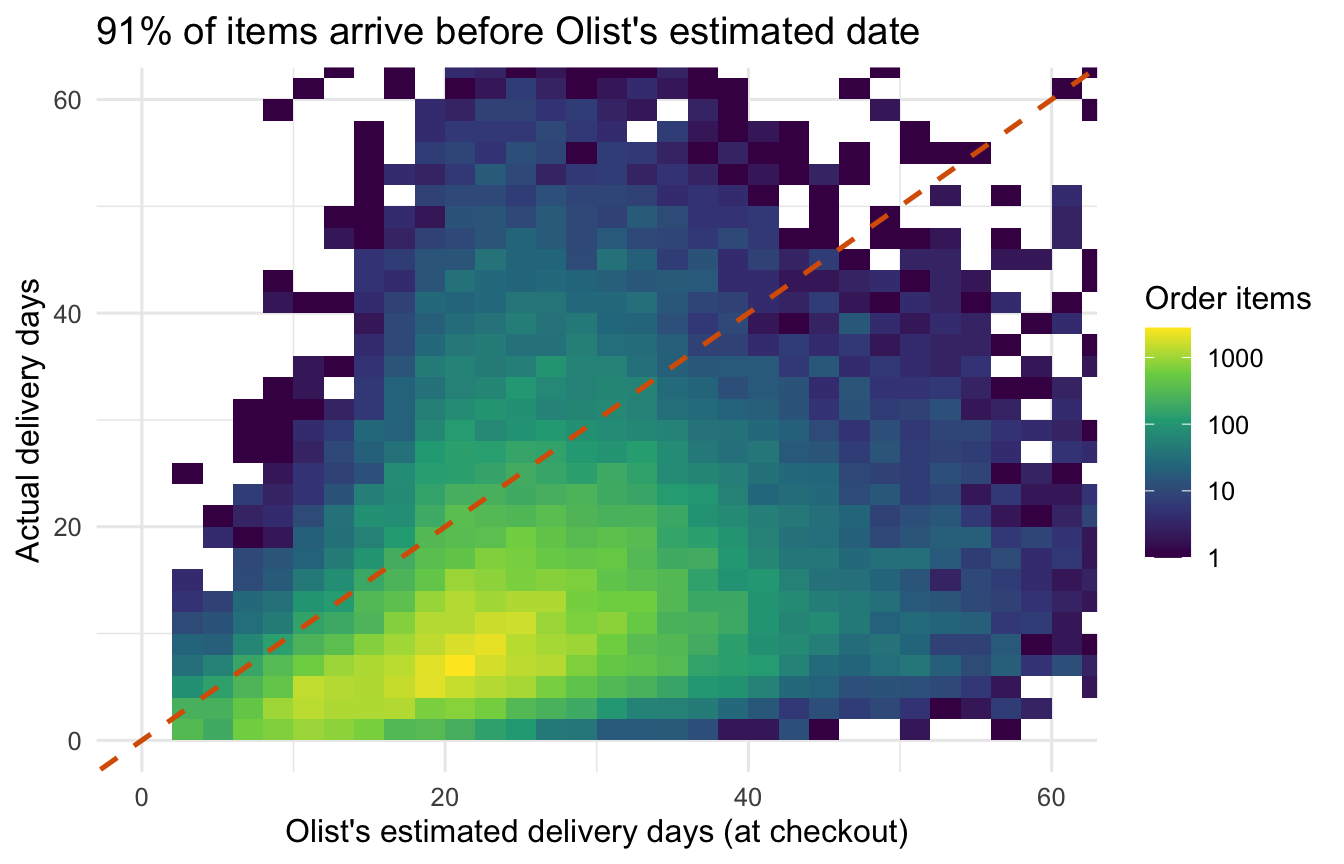 91% of items arrive before Olist's estimated date
Actual delivery days
60
40
20
0
0 20 40 60
Olist's estimated delivery days (at checkout)
Order items
1000
100
10
1